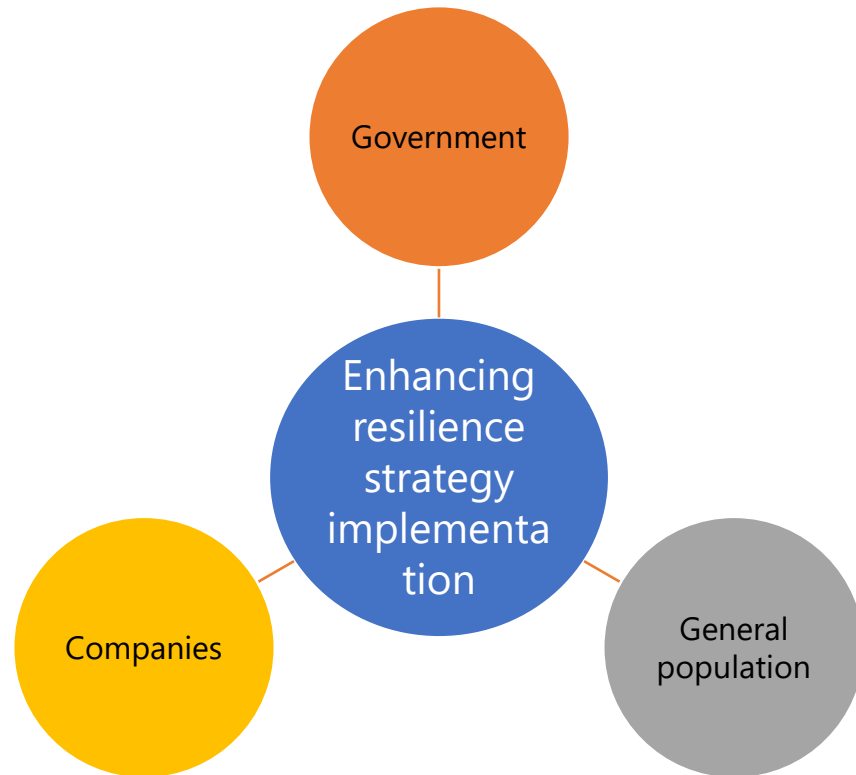 Government
Enhancing
resilience
strategy
implementa
tion
Companies
General
population